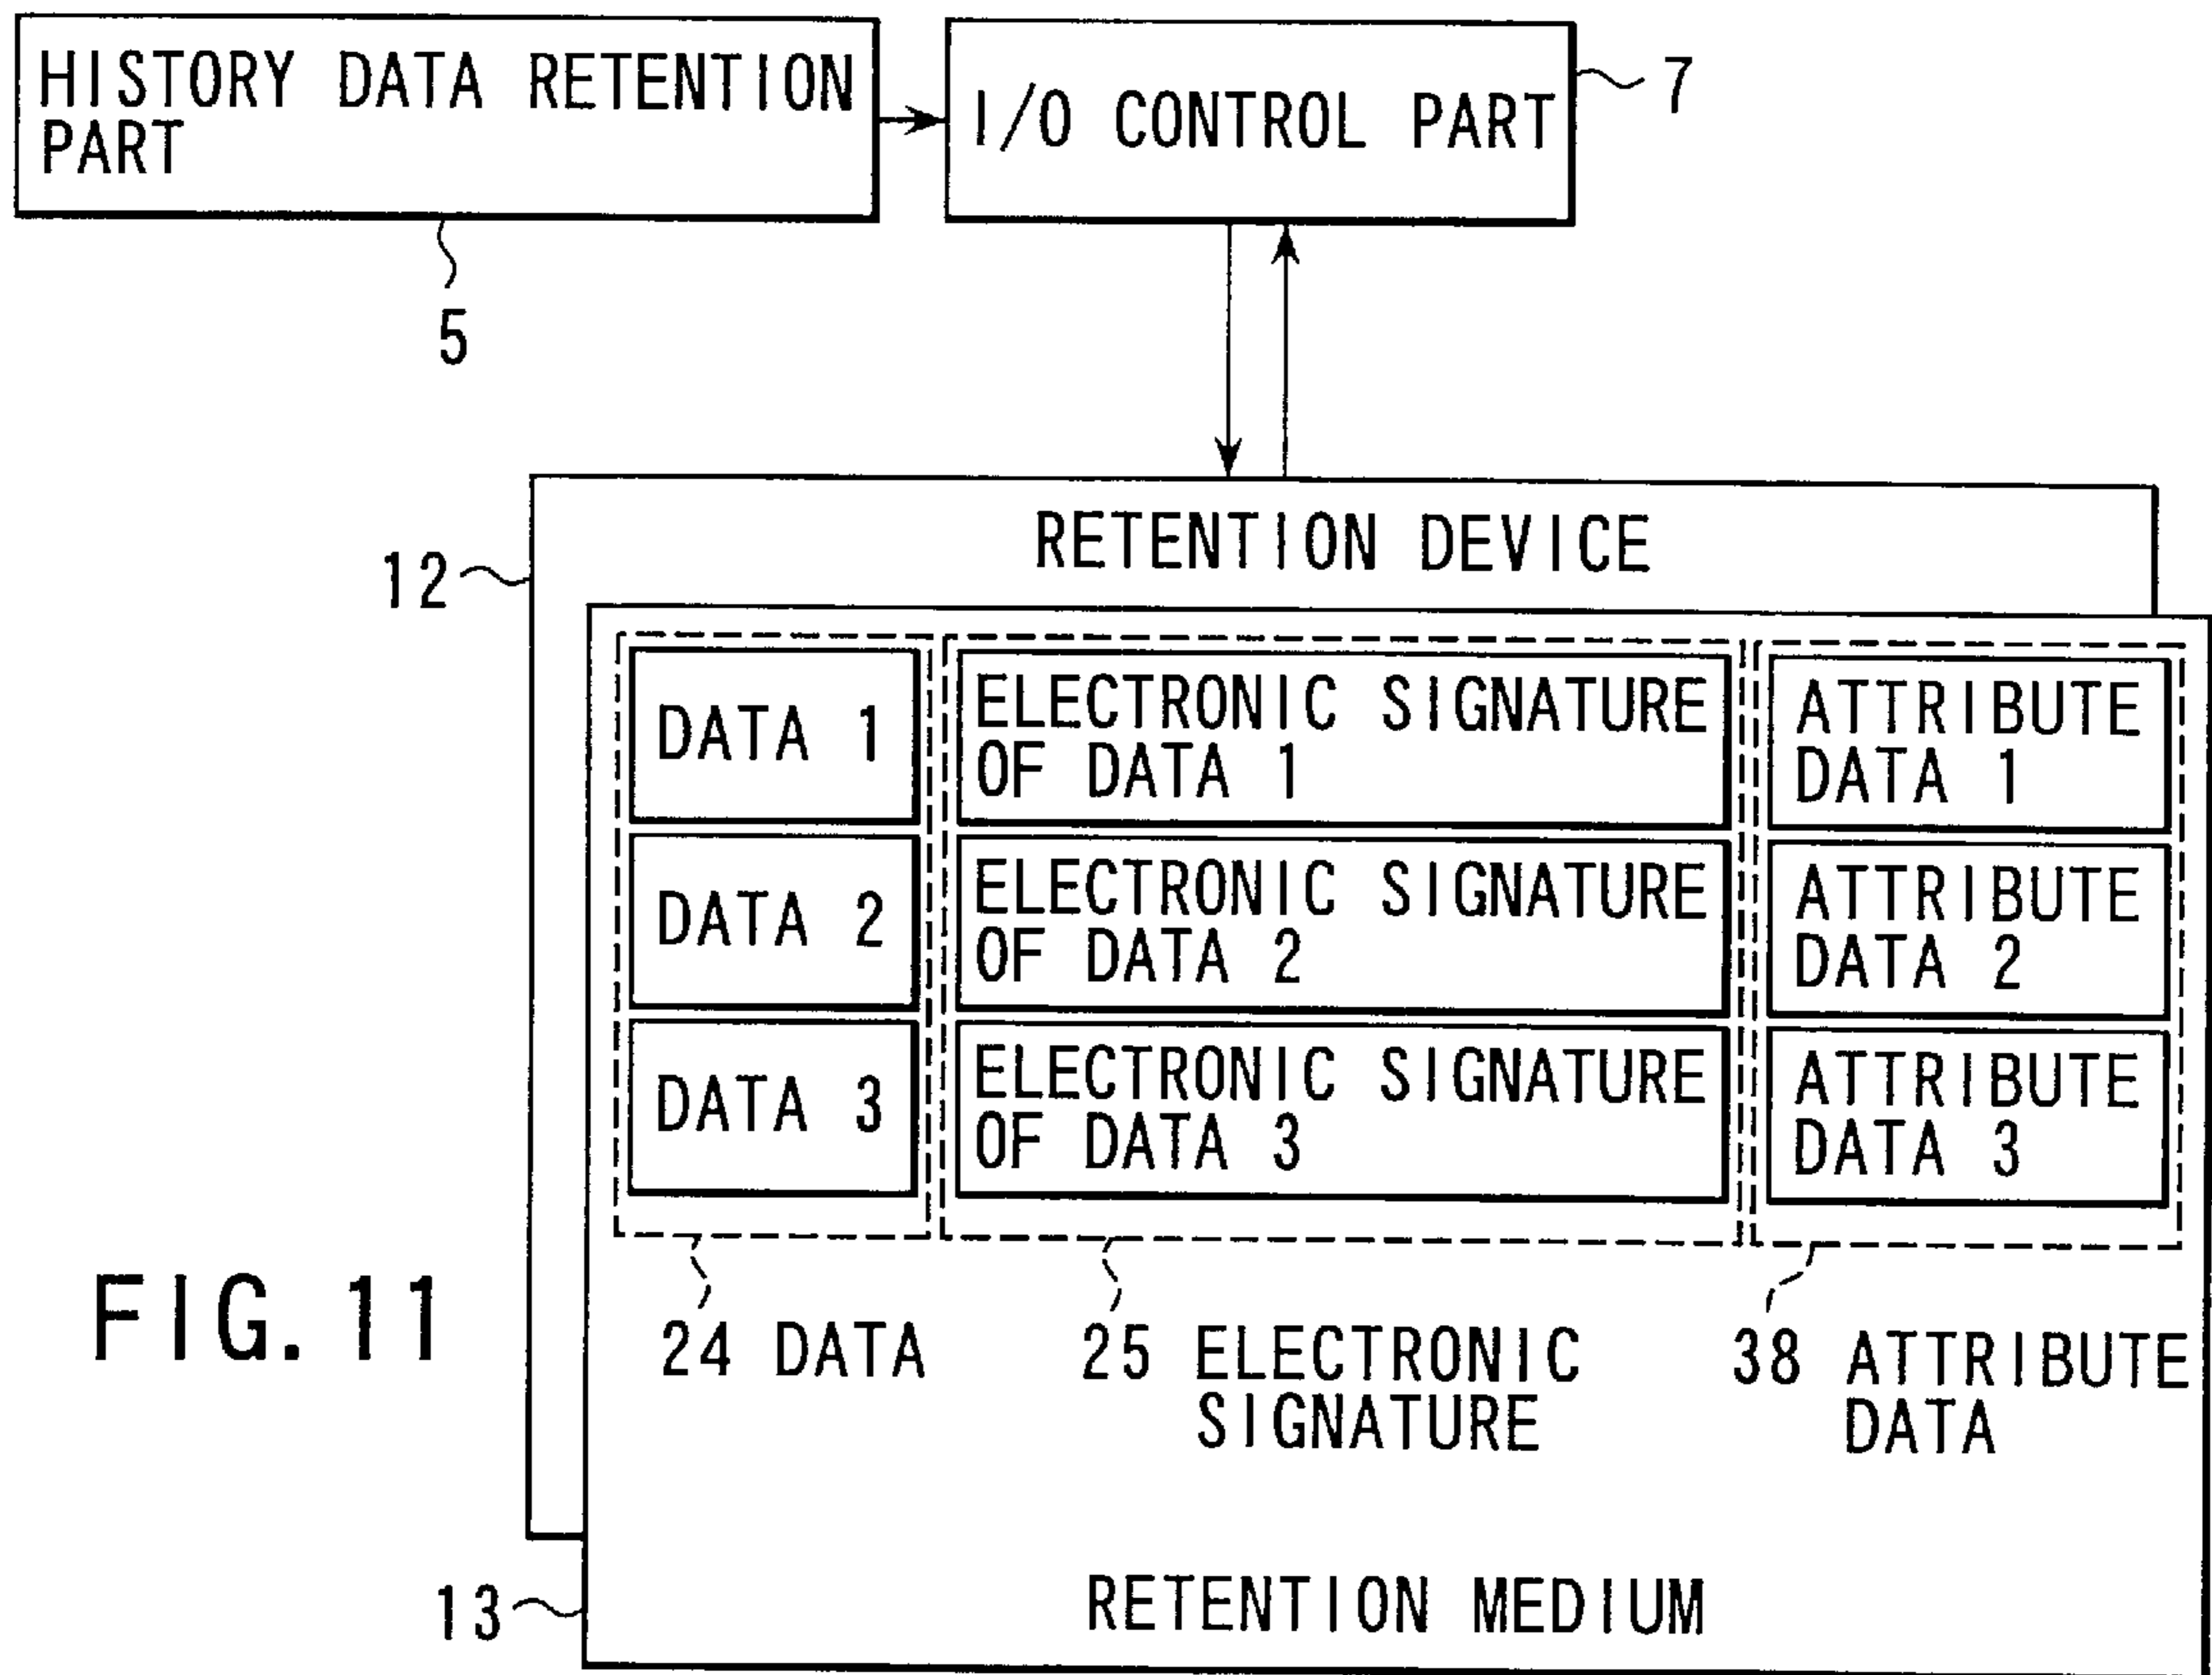 HISTORY DATA RETENTION
PART
I/O CONTROL PART
7
5
RETENTION DEVICE
12
DATA 1
ELECTRONIC SIGNATURE
OF DATA 1
ATTRIBUTE
DATA 1
DATA 2
ELECTRONIC SIGNATURE
OF DATA 2
ATTRIBUTE
DATA 2
DATA 3
ELECTRONIC SIGNATURE
OF DATA 3
ATTRIBUTE
DATA 3
FIG. 11
24 DATA
25 ELECTRONIC
SIGNATURE
38 ATTRIBUTE
DATA
13
RETENTION MEDIUM